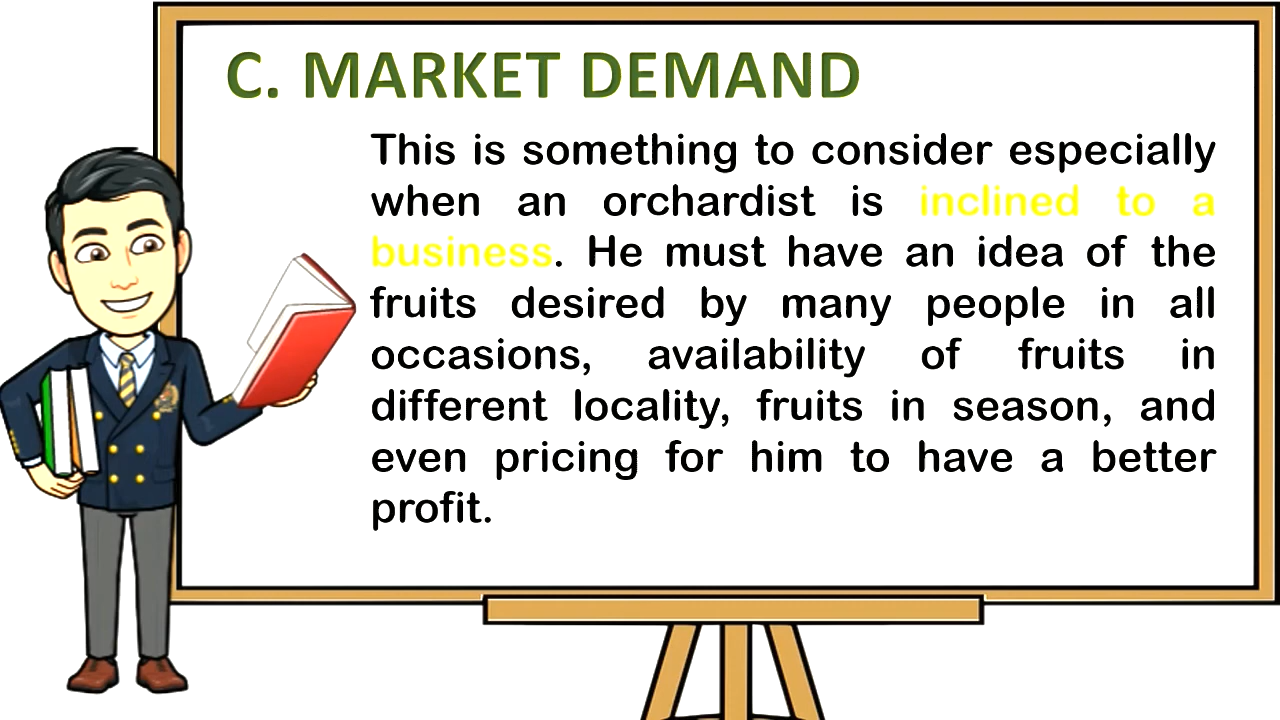 C. MARKET DEMAND
This is something to consider especially
when an orchardist is inclined to a
business. He must have an idea of the
fruits desired by many people in all
occasions, availability of fruits in
different locality, fruits in season, and
even pricing for him to have a better
profit.